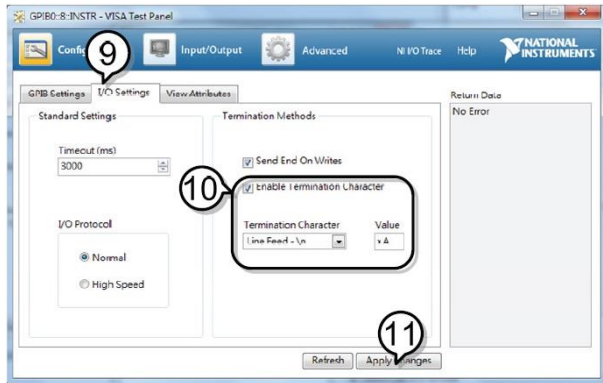 GPIB0::8::INSTR - VISA Test Panel
Input/Output
Advanced
NI I/O Trace
Help
NATIONAL INSTRUMENTS
9
GPIB Settings
I/O Settings
View Attributes
Return Data
No Error
Standard Settings
Termination Methods
Timeout (ms)
3000
Send End On Writes
10
Enable Termination Character
I/O Protocol
Termination Character
Value
Line Feed - \n
xA
Normal
High Speed
11
Refresh
Apply Changes